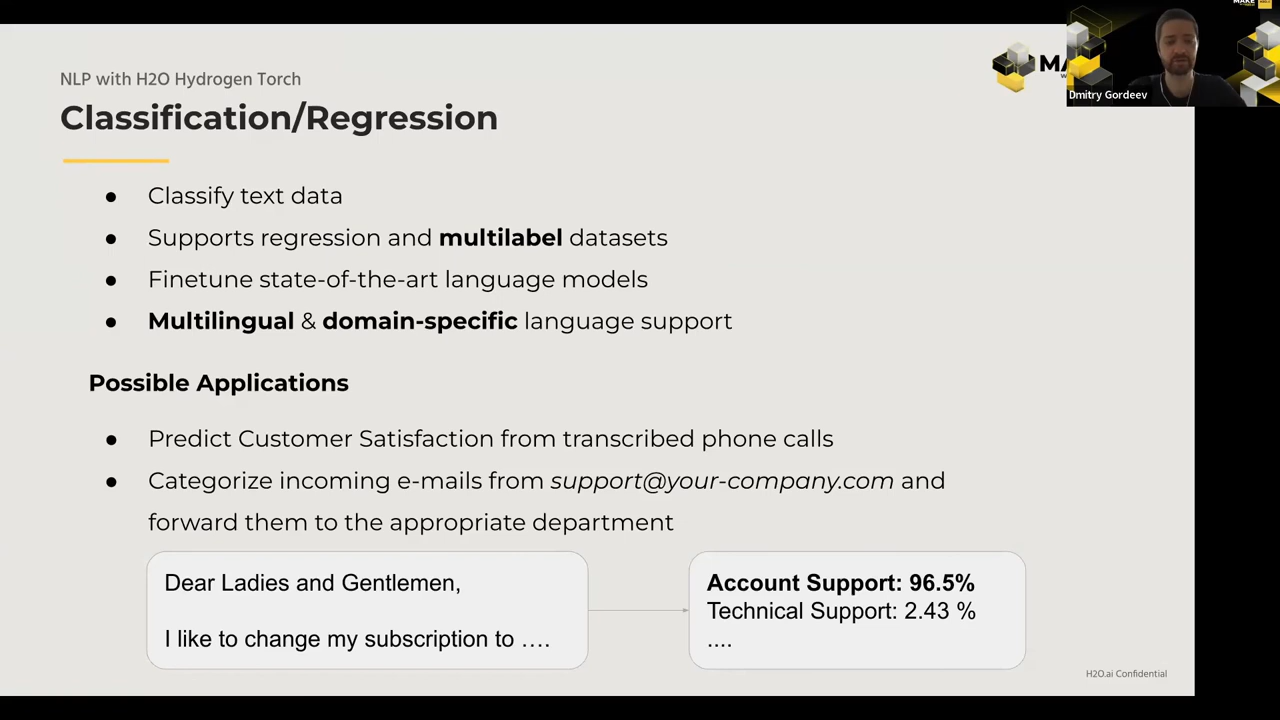 NLP with H2O Hydrogen Torch
Classification/Regression
● Classify text data
● Supports regression and multilabel datasets
● Finetune state-of-the-art language models
● Multilingual & domain-specific language support
Possible Applications
● Predict Customer Satisfaction from transcribed phone calls
● Categorize incoming e-mails from support@your-company.com and
forward them to the appropriate department
Dear Ladies and Gentlemen,
I like to change my subscription to ....
Account Support: 96.5%
Technical Support: 2.43 %
....
H2O.ai Confidential
MAKE
Dmitry Gordeev